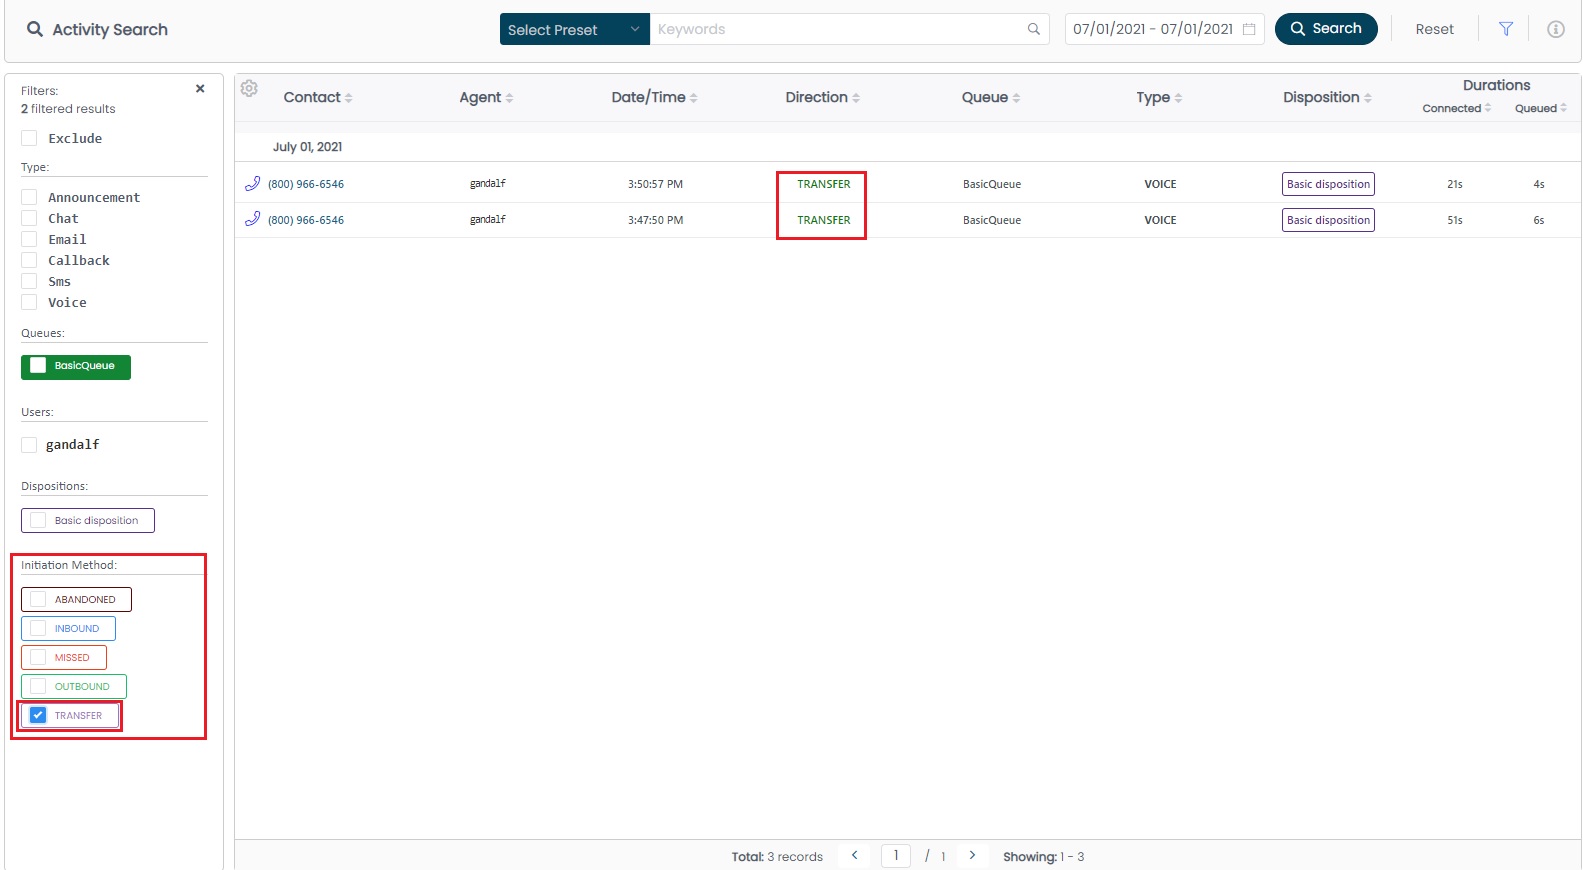 Activity Search
Select Preset
Keywords
07/01/2021 - 07/01/2021
Search
Reset
Filters:
2 filtered results
Exclude
Type:
Announcement
Chat
Email
Callback
Sms
Voice
Queues:
BasicQueue
Users:
gandalf
Dispositions:
Basic disposition
Initiation Method:
ABANDONED
INBOUND
MISSED
OUTBOUND
TRANSFER
Contact Agent Date/Time Direction Queue Type Disposition Durations
Connected Queued
July 01, 2021
(800) 966-6546 gandalf 3:50:57 PM TRANSFER BasicQueue VOICE Basic disposition 21s 4s
(800) 966-6546 gandalf 3:47:50 PM TRANSFER BasicQueue VOICE Basic disposition 51s 6s
Total: 3 records < 1 / 1 > Showing: 1 - 3